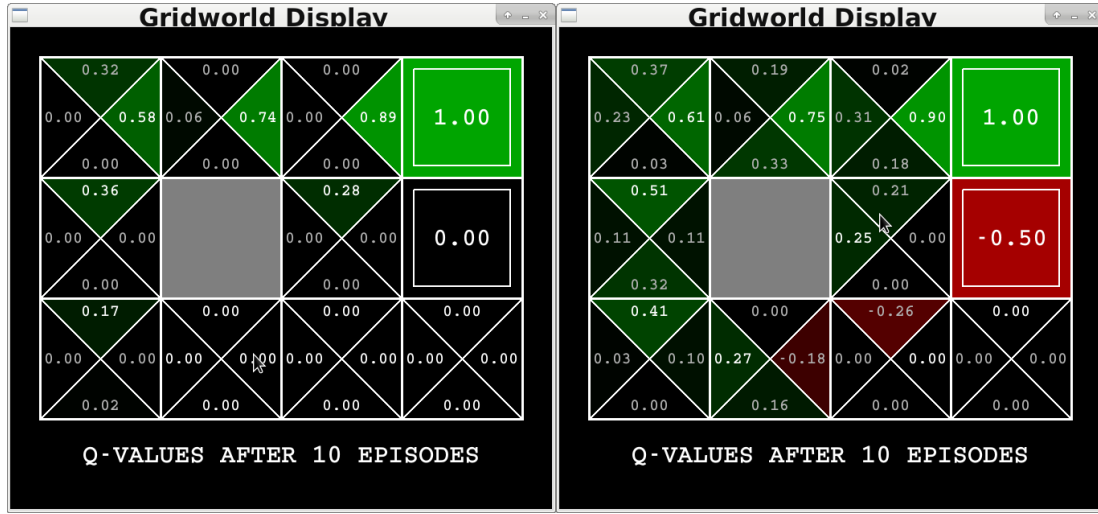 Gridworld Display
0.32 0.00 0.00
0.00 0.58 0.06 0.74 0.00 0.89 1.00
0.00 0.00 0.00
0.36 0.28
0.00 0.00 0.00 0.00 0.00
0.00 0.00
0.17 0.00 0.00 0.00
0.00 0.00 0.00 0.00 0.00 0.00 0.00 0.00
0.02 0.00 0.00 0.00
Q-VALUES AFTER 10 EPISODES
Gridworld Display
0.37 0.19 0.02
0.23 0.61 0.06 0.75 0.31 0.90 1.00
0.03 0.33 0.18
0.51 0.21
0.11 0.11 0.25 0.00 -0.50
0.32 0.00
0.41 0.00 -0.26 0.00
0.03 0.10 0.27 -0.18 0.00 0.00 0.00 0.00
0.00 0.16 0.00 0.00
Q-VALUES AFTER 10 EPISODES